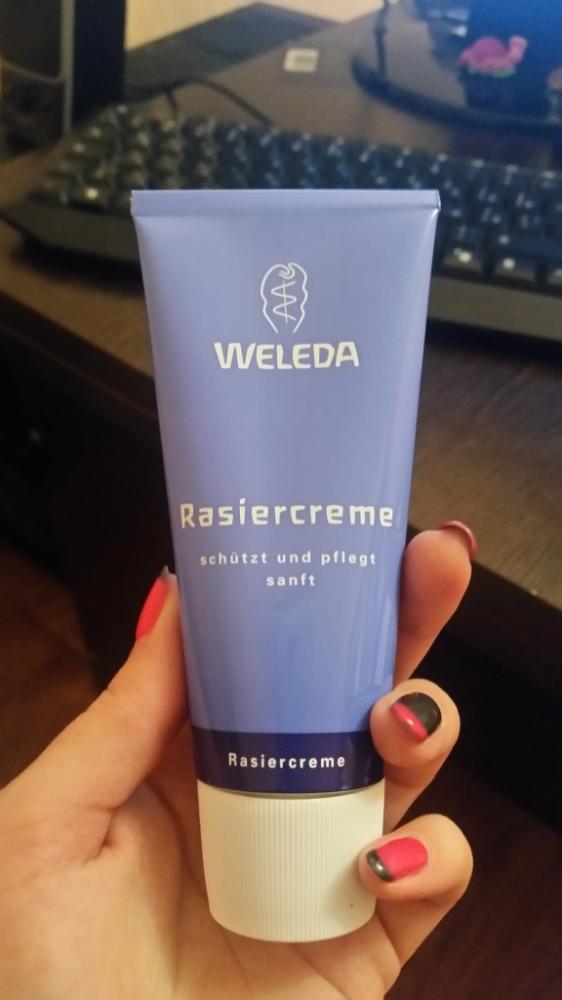 WELEDA
Rasiercreme
schützt und pflegt
sanft
Rasiercreme